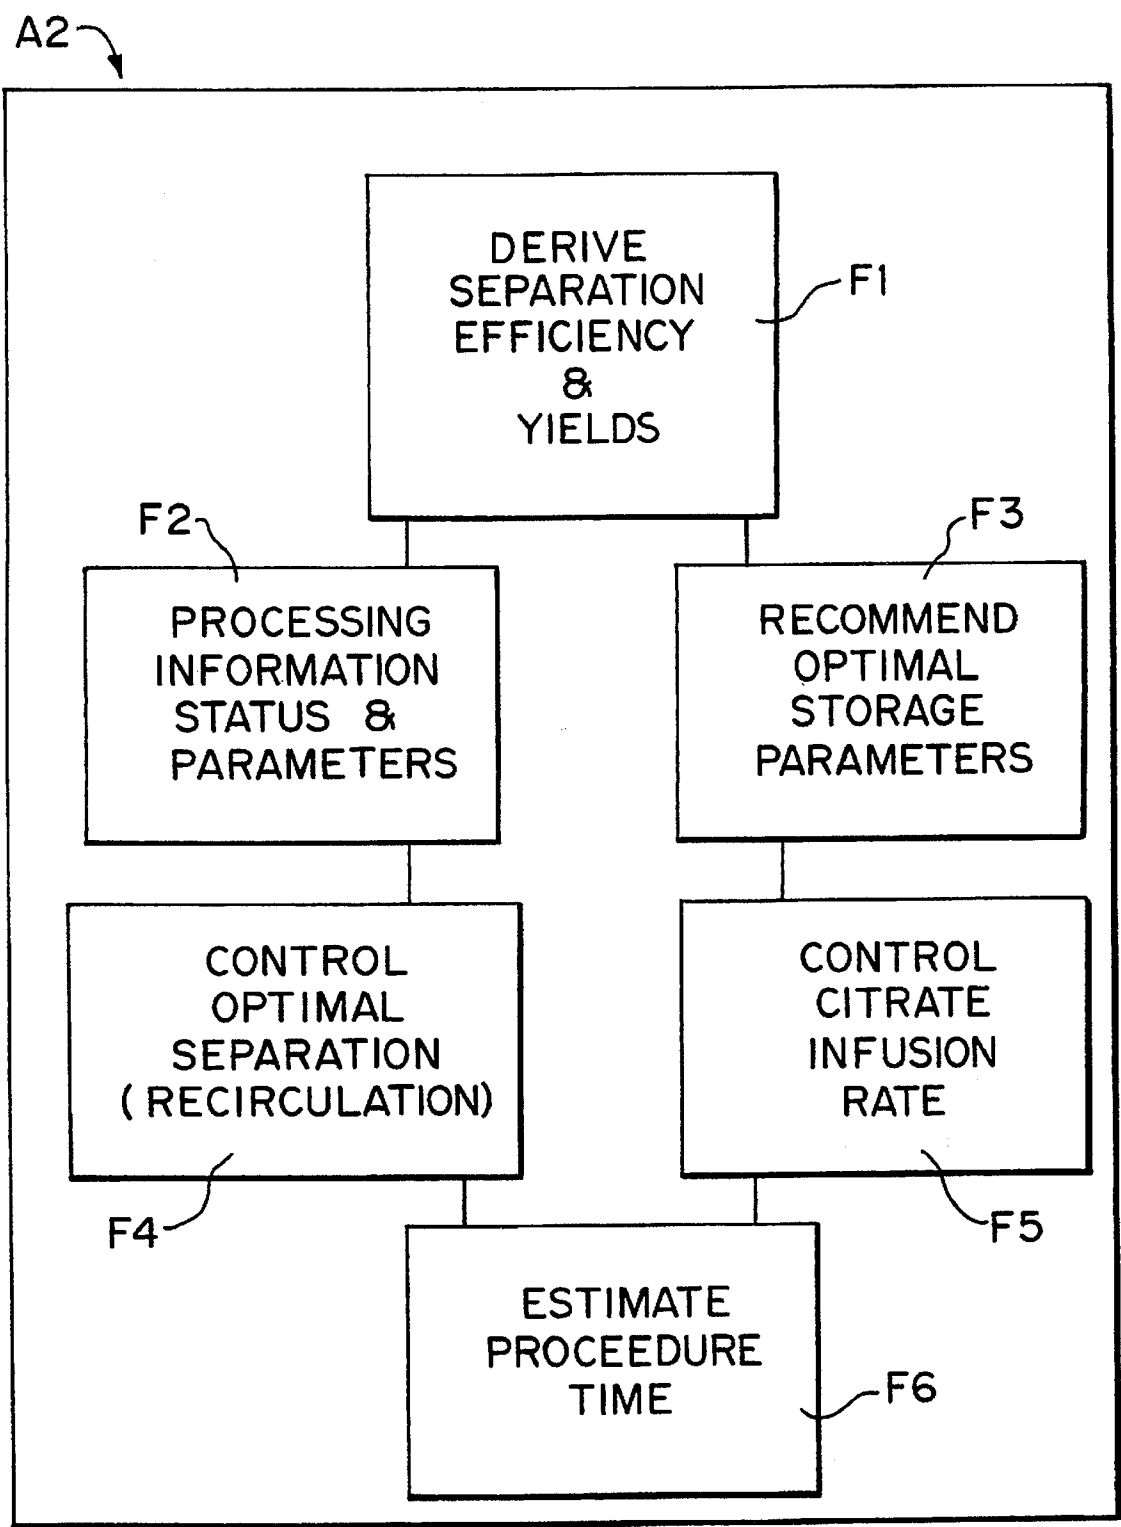 A2
DERIVE
SEPARATION
EFFICIENCY
&
YIELDS
F1
F2
PROCESSING
INFORMATION
STATUS &
PARAMETERS
F3
RECOMMEND
OPTIMAL
STORAGE
PARAMETERS
CONTROL
OPTIMAL
SEPARATION
(RECIRCULATION)
F4
CONTROL
CITRATE
INFUSION
RATE
F5
ESTIMATE
PROCEEDURE
TIME
F6